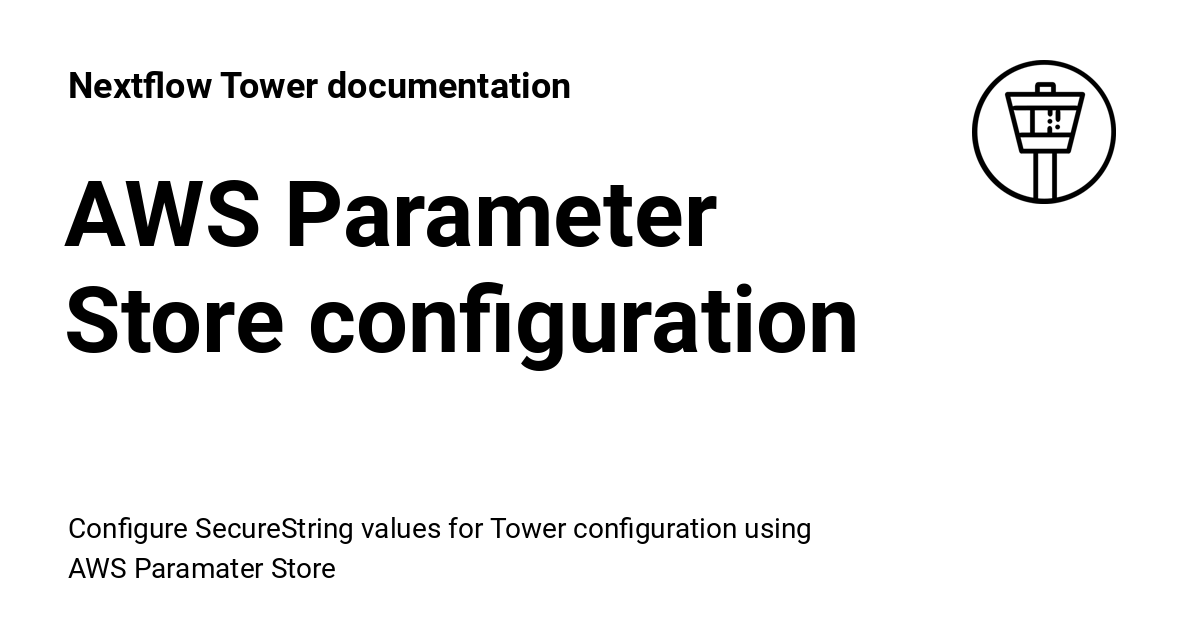 Nextflow Tower documentation
AWS Parameter
Store configuration
Configure SecureString values for Tower configuration using
AWS Paramater Store